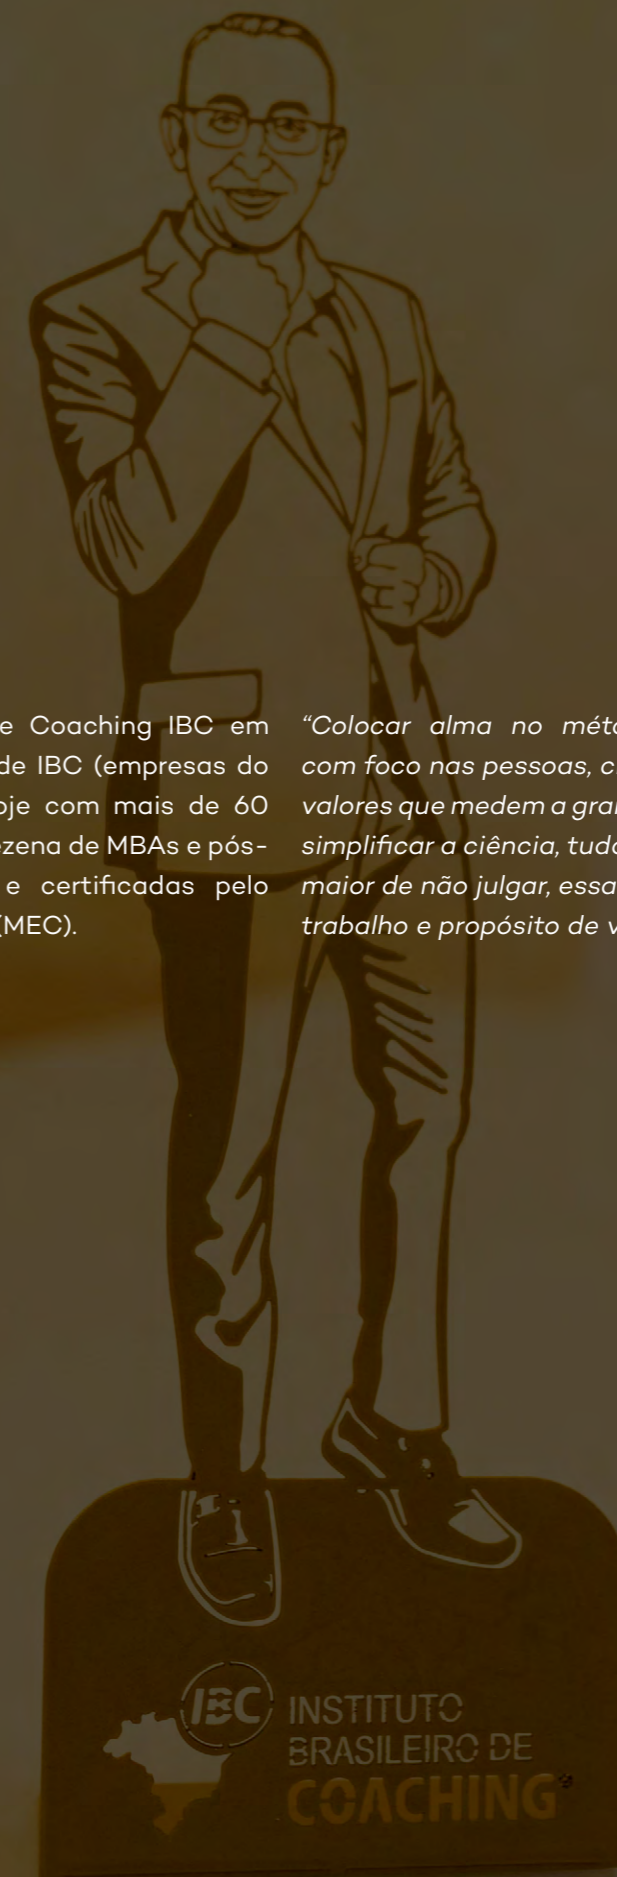 e Coaching IBC em
de IBC (empresas do
oje com mais de 60
ezena de MBAs e pós-
e certificadas pelo
(MEC).
“Colocar alma no méto
com foco nas pessoas, c
valores que medem a gran
simplificar a ciência, tudo
maior de não julgar, essa
trabalho e propósito de v
IBC
INSTITUTO
BRASILEIRO DE
COACHING